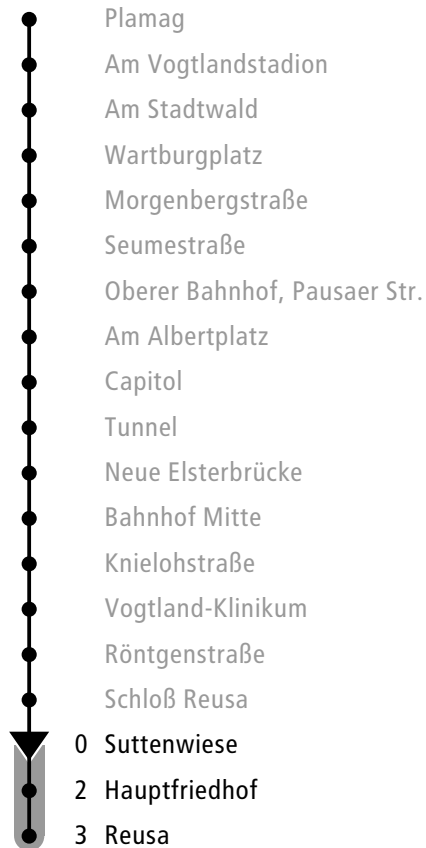 Plamag
Am Vogtlandstadion
Am Stadtwald
Wartburgplatz
Morgenbergstraße
Seumestraße
Oberer Bahnhof, Pausaer Str.
Am Albertplatz
Capitol
Tunnel
Neue Elsterbrücke
Bahnhof Mitte
Knielohstraße
Vogtland-Klinikum
Röntgenstraße
Schloß Reusa
0 Suttenwiese
2 Hauptfriedhof
3 Reusa